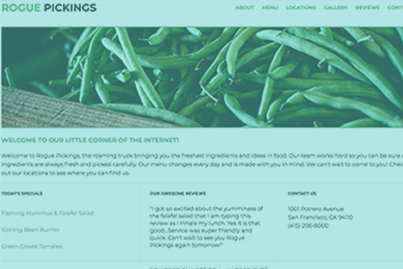 ROGUE PICKINGS
ABOUT MENU LOCATIONS GALLERY REVIEWS
WELCOME TO OUR LITTLE CORNER OF THE INTERNET!
Welcome to Rogue Pickings, the roaming truck bringing you the freshest ingredients and ideas in food. Our team works hard so you can be sure
ingredients are always fresh and picked carefully. Our menu changes every day and is made with you in mind. We can't wait to come to you!
out our locations to see where you can find us.
TODAY'S SPECIALS
Flaming Hummus & Falafel Salad
Sizzling Bean Burrito
Green Clowe Tamales
OUR AWESOME REVIEWS
"I got so excited about the yumminess
of the falafel salad that I am typing this
review as I inhale my lunch. Yes it is that
good...Service was super friendly and
quick. Can't wait to see you Rogue
Pickings again tomorrow!"
CONTACT US
1001 Potrero Avenue
San Francisco, CA 94110
(415) 206-8000